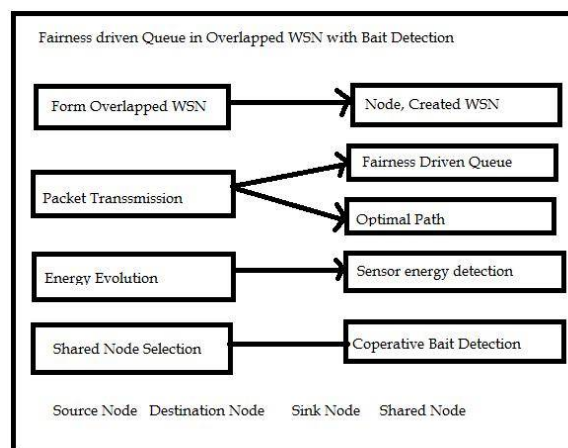 Fairness driven Queue in Overlapped WSN with Bait Detection
Form Overlapped WSN
Node, Created WSN
Packet Transsmission
Fairness Driven Queue
Optimal Path
Energy Evolution
Sensor energy detection
Shared Node Selection
Coperative Bait Detection
Source Node Destination Node Sink Node Shared Node